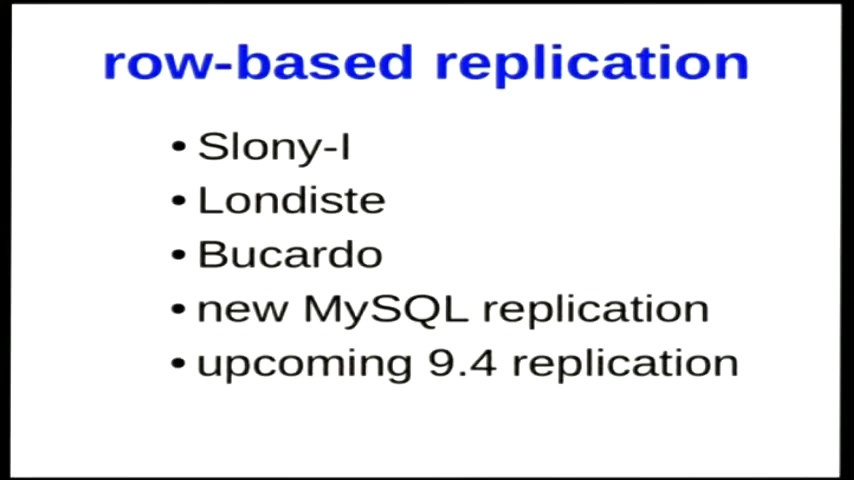 row-based replication
• Slony-I
• Londiste
• Bucardo
• new MySQL replication
• upcoming 9.4 replication